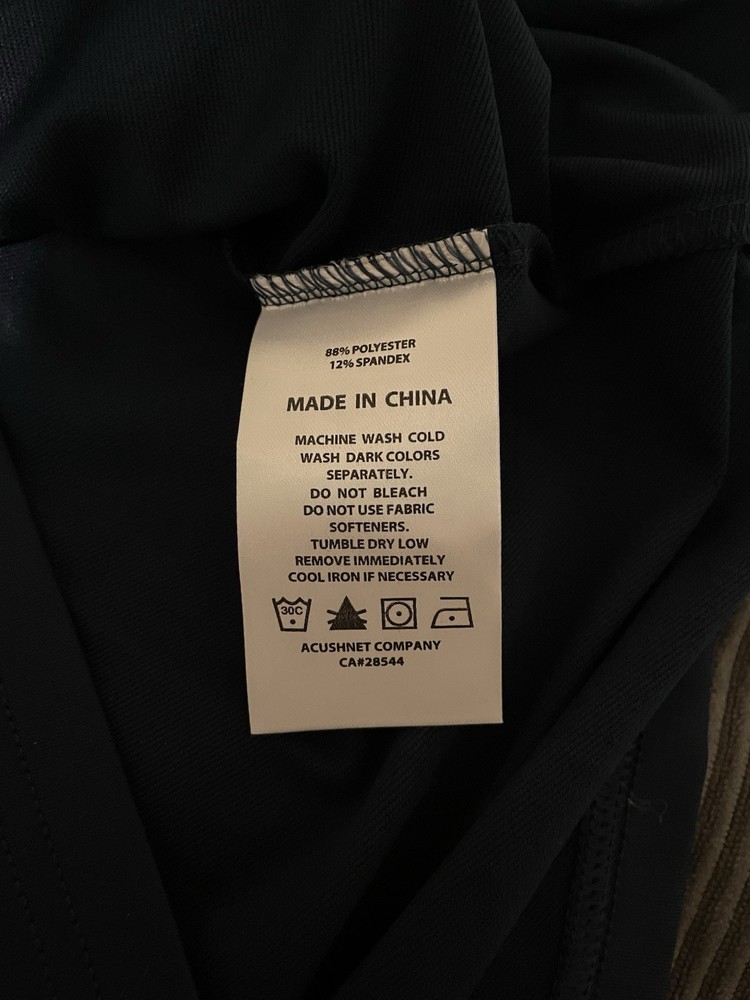 88% POLYESTER
12% SPANDEX
MADE IN CHINA
MACHINE WASH COLD
WASH DARK COLORS
SEPARATELY.
DO NOT BLEACH
DO NOT USE FABRIC
SOFTENERS.
TUMBLE DRY LOW
REMOVE IMMEDIATELY
COOL IRON IF NECESSARY
30C
ACUSHNET COMPANY
CA#28544